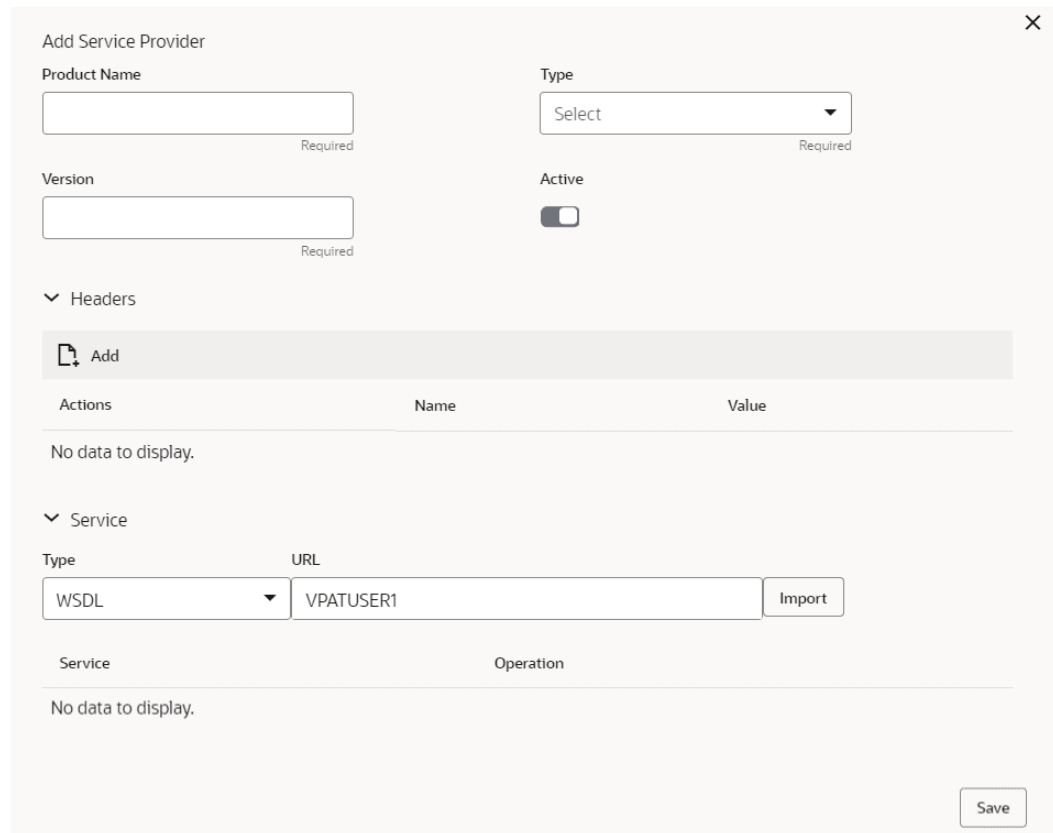 Add Service Provider
Product Name Type
Select
Required Required
Version Active
Required
Headers
Add
Actions Name Value
No data to display.
Service
Type URL
WSDL VPATUSER1 Import
Service Operation
No data to display.
Save